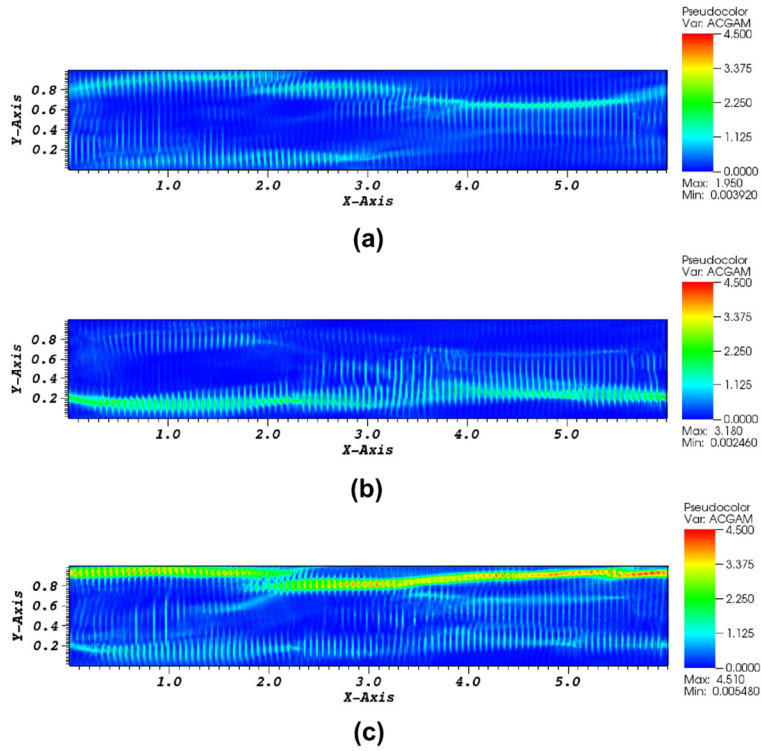 Pseudocolor
Var: ACGAM
4.500
3.375
2.250
1.125
0.0000
Max: 1.950
Min: 0.003920
Y-Axis
0.8
0.6
0.4
0.2
1.0 2.0 3.0 4.0 5.0
X-Axis
(a)
Pseudocolor
Var: ACGAM
4.500
3.375
2.250
1.125
0.0000
Max: 3.180
Min: 0.002460
Y-Axis
0.8
0.6
0.4
0.2
1.0 2.0 3.0 4.0 5.0
X-Axis
(b)
Pseudocolor
Var: ACGAM
4.500
3.375
2.250
1.125
0.0000
Max: 4.510
Min: 0.005480
Y-Axis
0.8
0.6
0.4
0.2
1.0 2.0 3.0 4.0 5.0
X-Axis
(c)